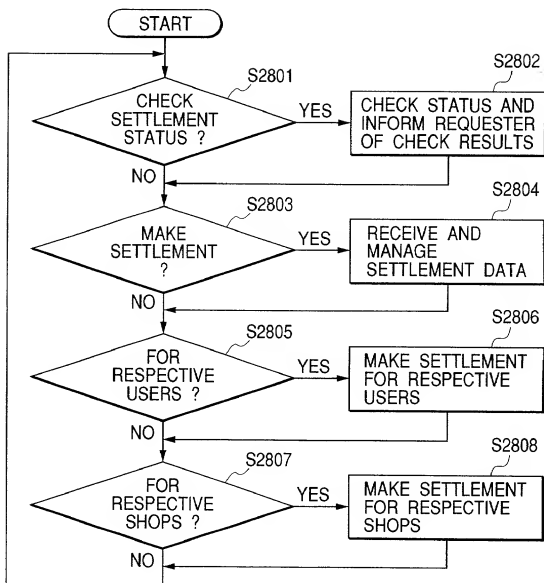 START
S2801
CHECK
SETTLEMENT
STATUS ?
YES
S2802
CHECK STATUS AND
INFORM REQUESTER
OF CHECK RESULTS
NO
S2803
MAKE
SETTLEMENT
?
YES
S2804
RECEIVE AND
MANAGE
SETTLEMENT DATA
NO
S2805
FOR
RESPECTIVE
USERS ?
YES
S2806
MAKE SETTLEMENT
FOR RESPECTIVE
USERS
NO
S2807
FOR
RESPECTIVE
SHOPS ?
YES
S2808
MAKE SETTLEMENT
FOR RESPECTIVE
SHOPS
NO